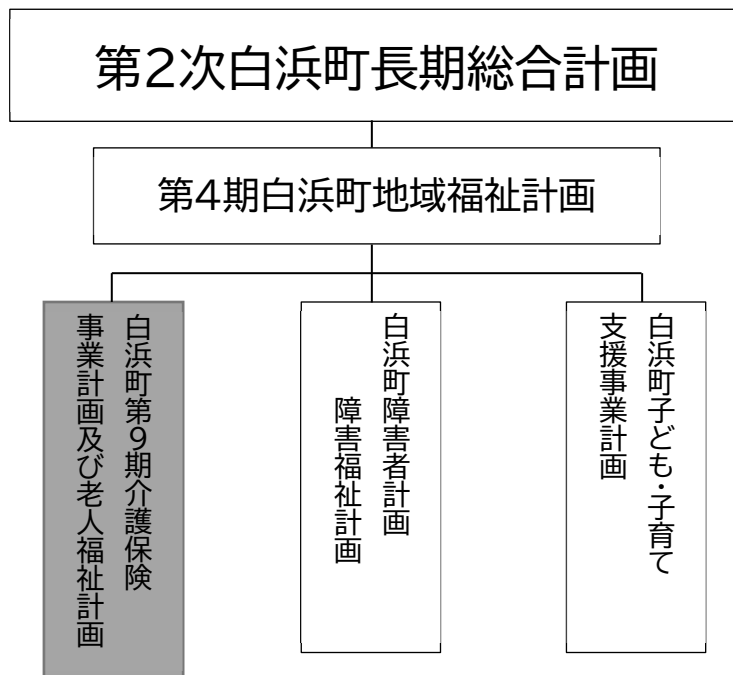 第2次白浜町長期総合計画
第4期白浜町地域福祉計画
白浜町第9期介護保険
事業計画及び老人福祉計画
白浜町障害者計画
障害福祉計画
白浜町子ども・子育て
支援事業計画